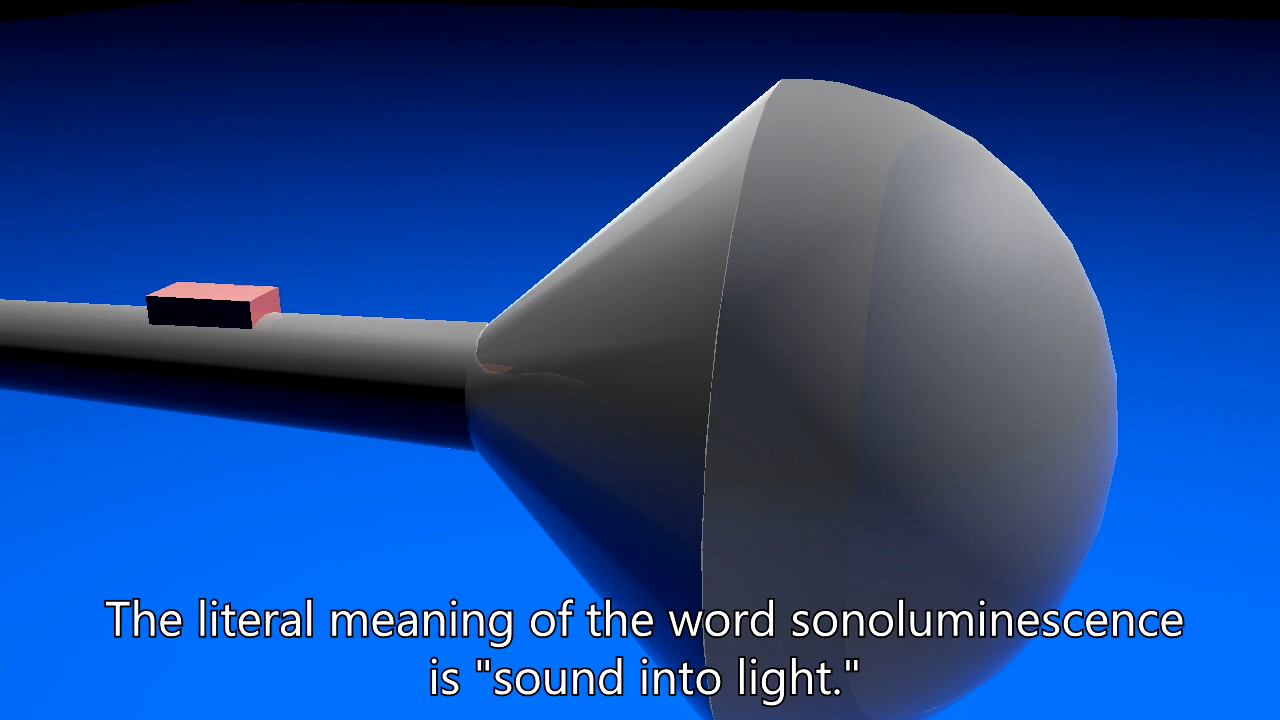 The literal meaning of the word sonoluminescence
is "sound into light."